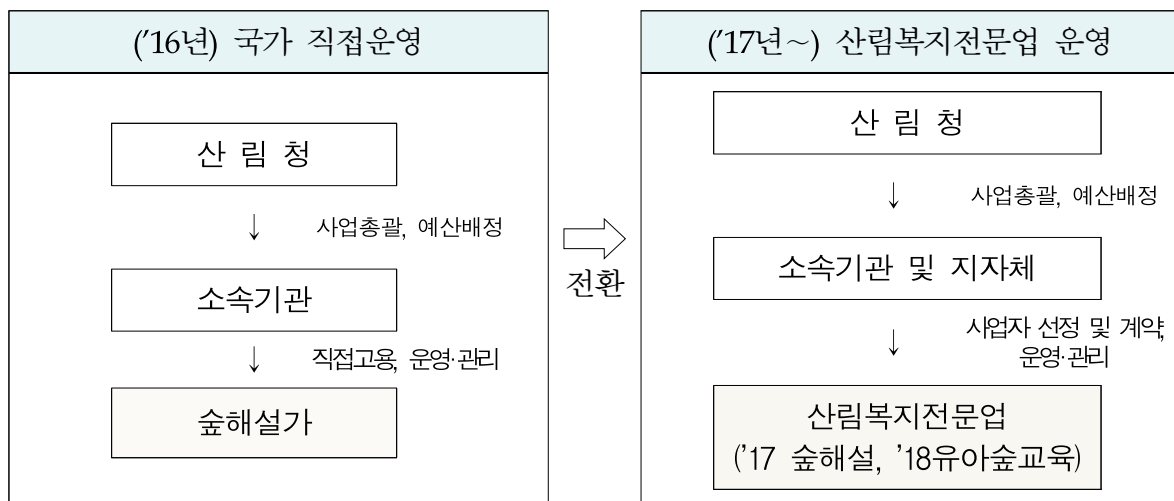 ('16년) 국가 직접운영
산 림 청
↓ 사업총괄, 예산배정
소속기관
↓ 직접고용, 운영·관리
숲해설가
전환
('17년~) 산림복지전문업 운영
산 림 청
↓ 사업총괄, 예산배정
소속기관 및 지자체
↓ 사업자 선정 및 계약,
운영·관리
산림복지전문업
('17 숲해설, '18유아숲교육)